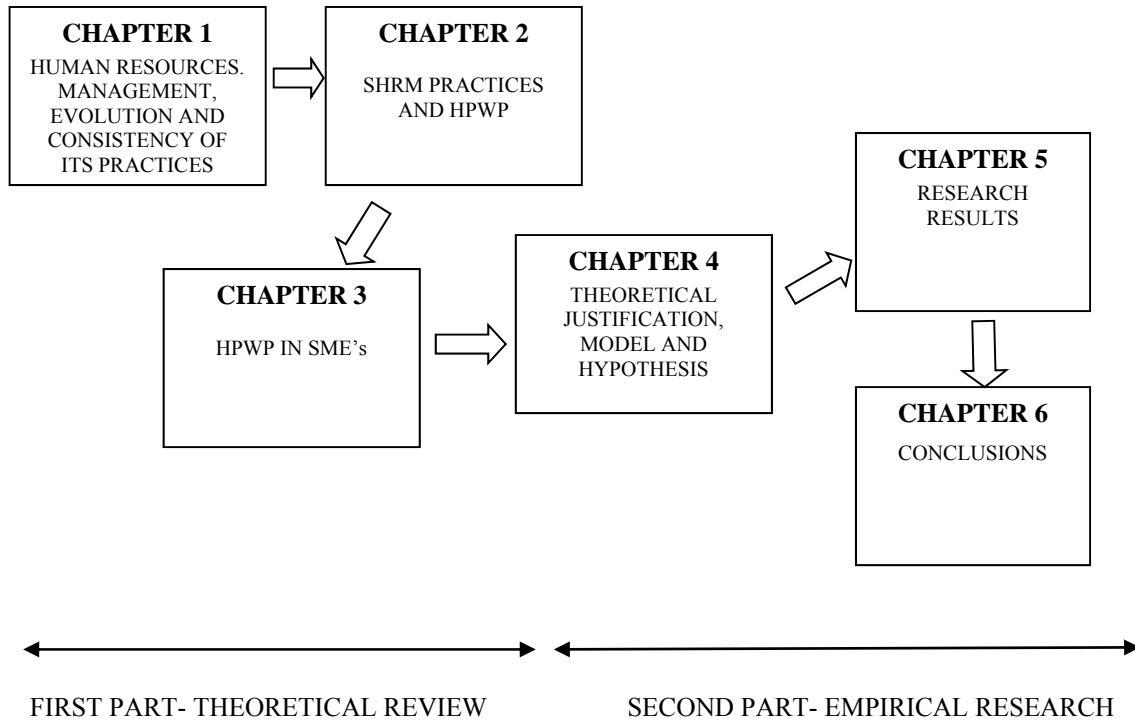 CHAPTER 1
HUMAN RESOURCES.
MANAGEMENT,
EVOLUTION AND
CONSISTENCY OF
ITS PRACTICES
CHAPTER 2
SHRM PRACTICES
AND HPWP
CHAPTER 3
HPWP IN SME’s
CHAPTER 4
THEORETICAL
JUSTIFICATION,
MODEL AND
HYPOTHESIS
CHAPTER 5
RESEARCH
RESULTS
CHAPTER 6
CONCLUSIONS
FIRST PART- THEORETICAL REVIEW
SECOND PART- EMPIRICAL RESEARCH